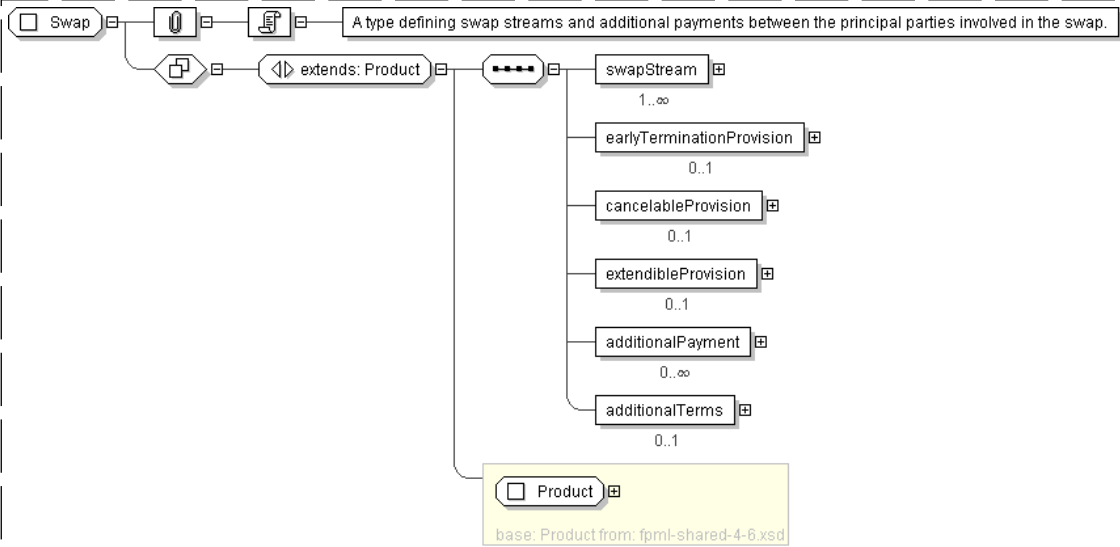 Swap
A type defining swap streams and additional payments between the principal parties involved in the swap.
extends: Product
swapStream
1..∞
earlyTerminationProvision
0..1
cancelableProvision
0..1
extendibleProvision
0..1
additionalPayment
0..∞
additionalTerms
0..1
Product
base: Product from: fpml-shared-4-6.xsd